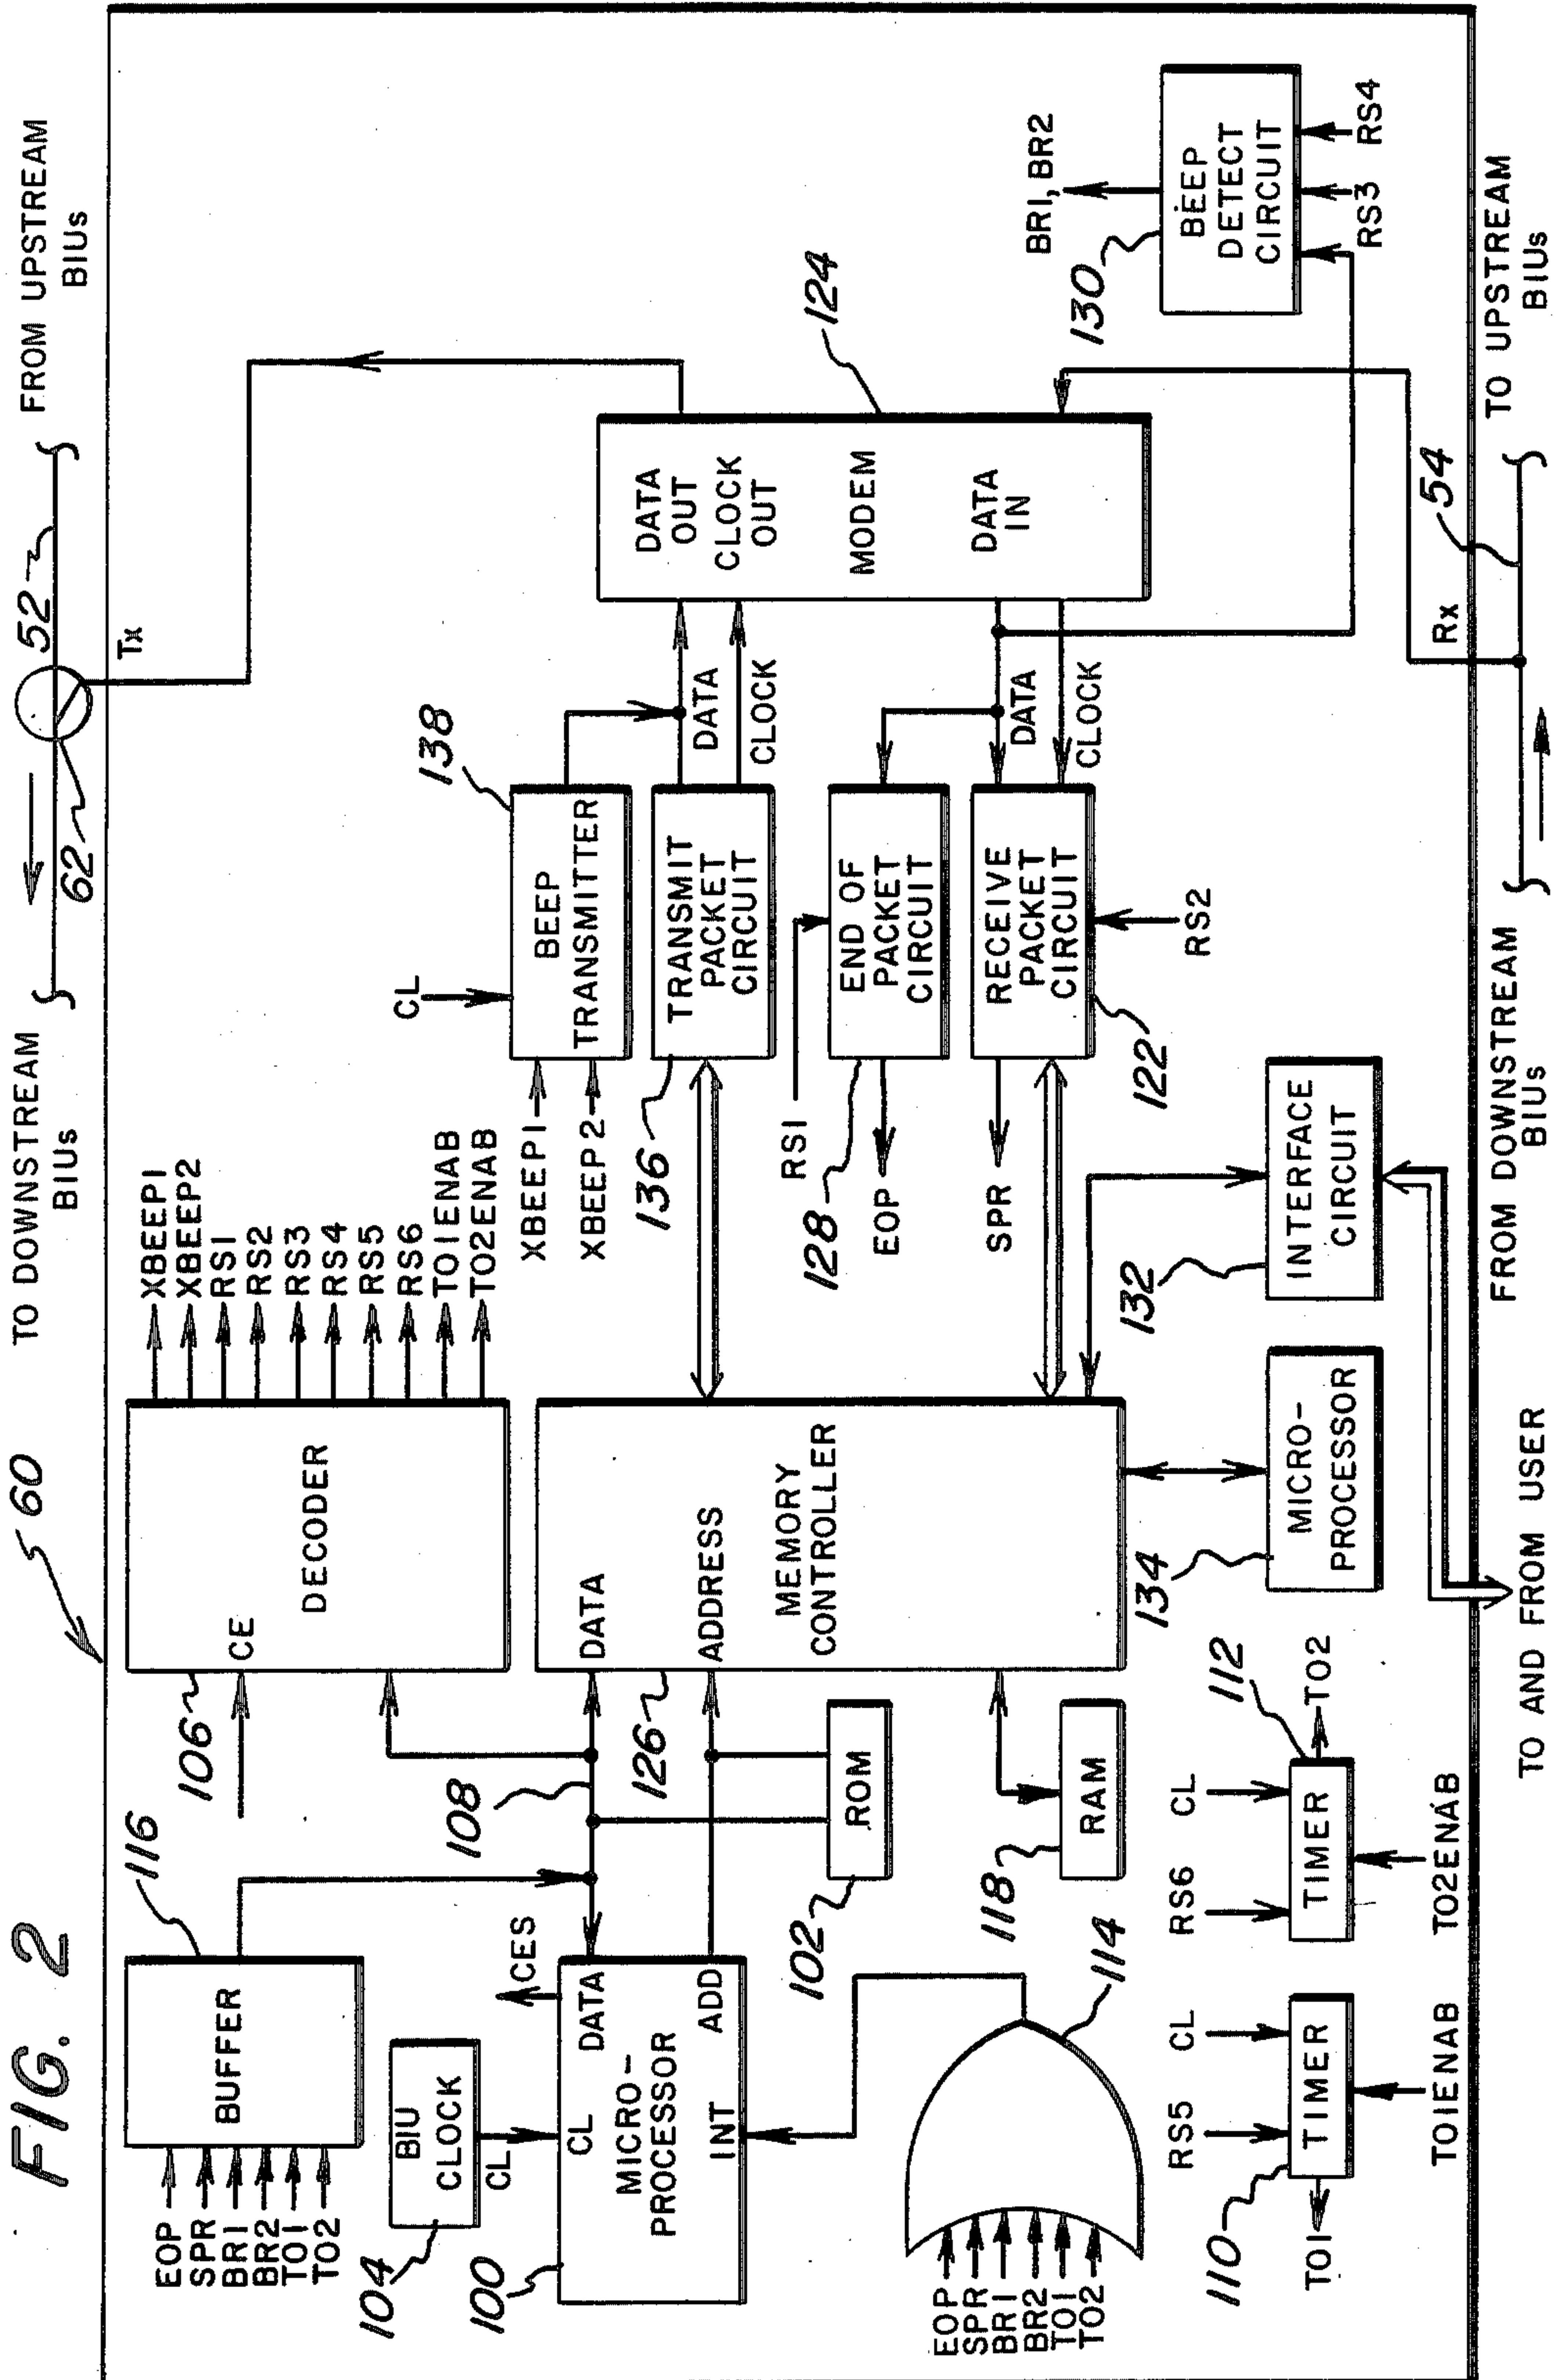 FIG. 2
60
TO DOWNSTREAM
BIUs
62
52
Tx
FROM UPSTREAM
BIUs
EOP
SPR
BR1
BR2
TO1
TO2
BUFFER
116
106
CE
DECODER
XBEEP1
XBEEP2
RS1
RS2
RS3
RS4
RS5
RS6
TO1ENAB
TO2ENAB
104
BIU
CLOCK
CL
100
CL
DATA
MICRO-
PROCESSOR
INT
ADD
CES
108
126
DATA
ADDRESS
MEMORY
CONTROLLER
102
ROM
118
RAM
EOP
SPR
BR1
BR2
TO1
TO2
114
XBEEP1
XBEEP2
CL
BEEP
TRANSMITTER
138
136
TRANSMIT
PACKET
CIRCUIT
DATA
CLOCK
RS1
128
EOP
END OF
PACKET
CIRCUIT
SPR
RECEIVE
PACKET
CIRCUIT
122
RS2
DATA
CLOCK
DATA
OUT
CLOCK
OUT
MODEM
DATA
IN
124
BR1, BR2
130
BEEP
DETECT
CIRCUIT
RS3
RS4
TO1
110
RS5
CL
TIMER
TO1ENAB
RS6
CL
TIMER
112
TO2
TO2ENAB
134
MICRO-
PROCESSOR
132
INTERFACE
CIRCUIT
TO AND FROM USER
FROM DOWNSTREAM
BIUs
Rx
54
TO UPSTREAM
BIUs